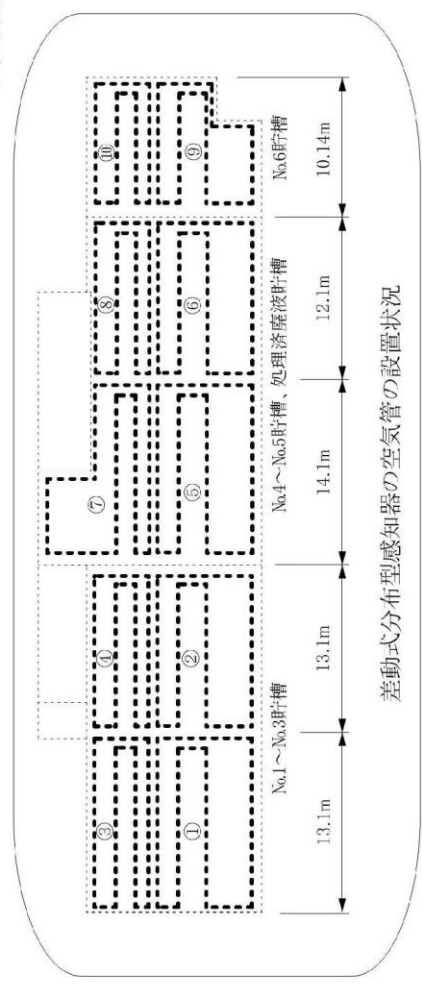 ⑦
③ ④ ⑧ ⑩
① ② ⑤ ⑥ ⑨
No.1～No.3貯槽 No.4～No.5貯槽、処理済廃液貯槽 No.6貯槽
13.1m 13.1m 14.1m 12.1m 10.14m
差動式分布型感知器の空気管の設置状況